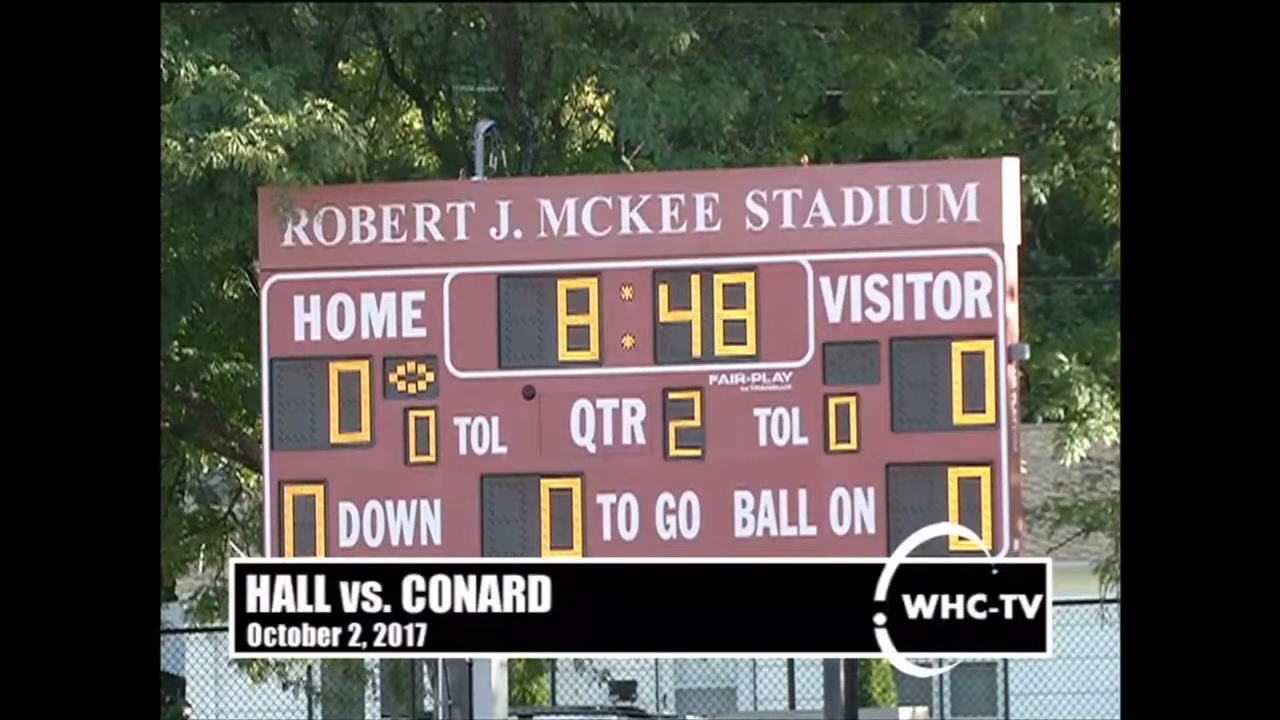 ROBERT J. MCKEE STADIUM
HOME 8:48 VISITOR
FAIR-PLAY
0 0
0 TOL QTR 2 TOL 0
0 DOWN 0 TO GO BALL ON 0
HALL vs. CONARD
October 2, 2017
WHC-TV